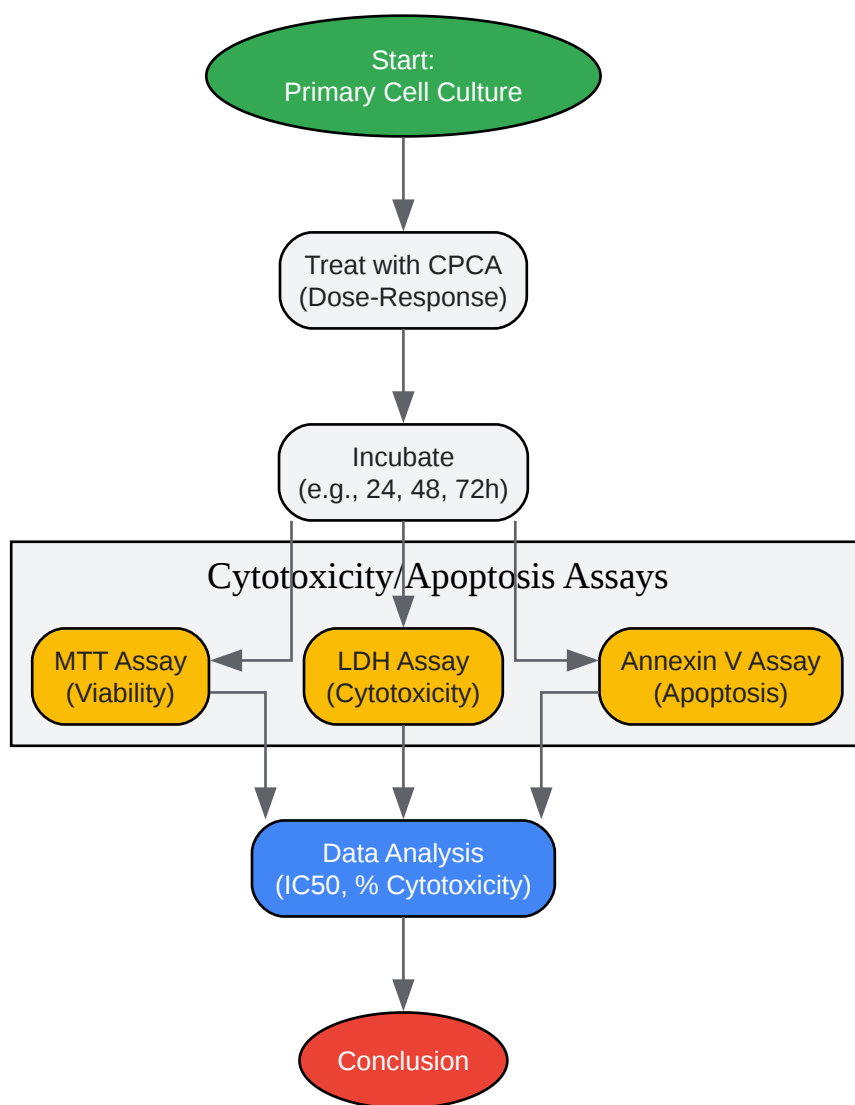 Start:
Primary Cell Culture
Treat with CPCA
(Dose-Response)
Incubate
(e.g., 24, 48, 72h)
Cytotoxicity/Apoptosis Assays
MTT Assay
(Viability)
LDH Assay
(Cytotoxicity)
Annexin V Assay
(Apoptosis)
Data Analysis
(IC50, % Cytotoxicity)
Conclusion